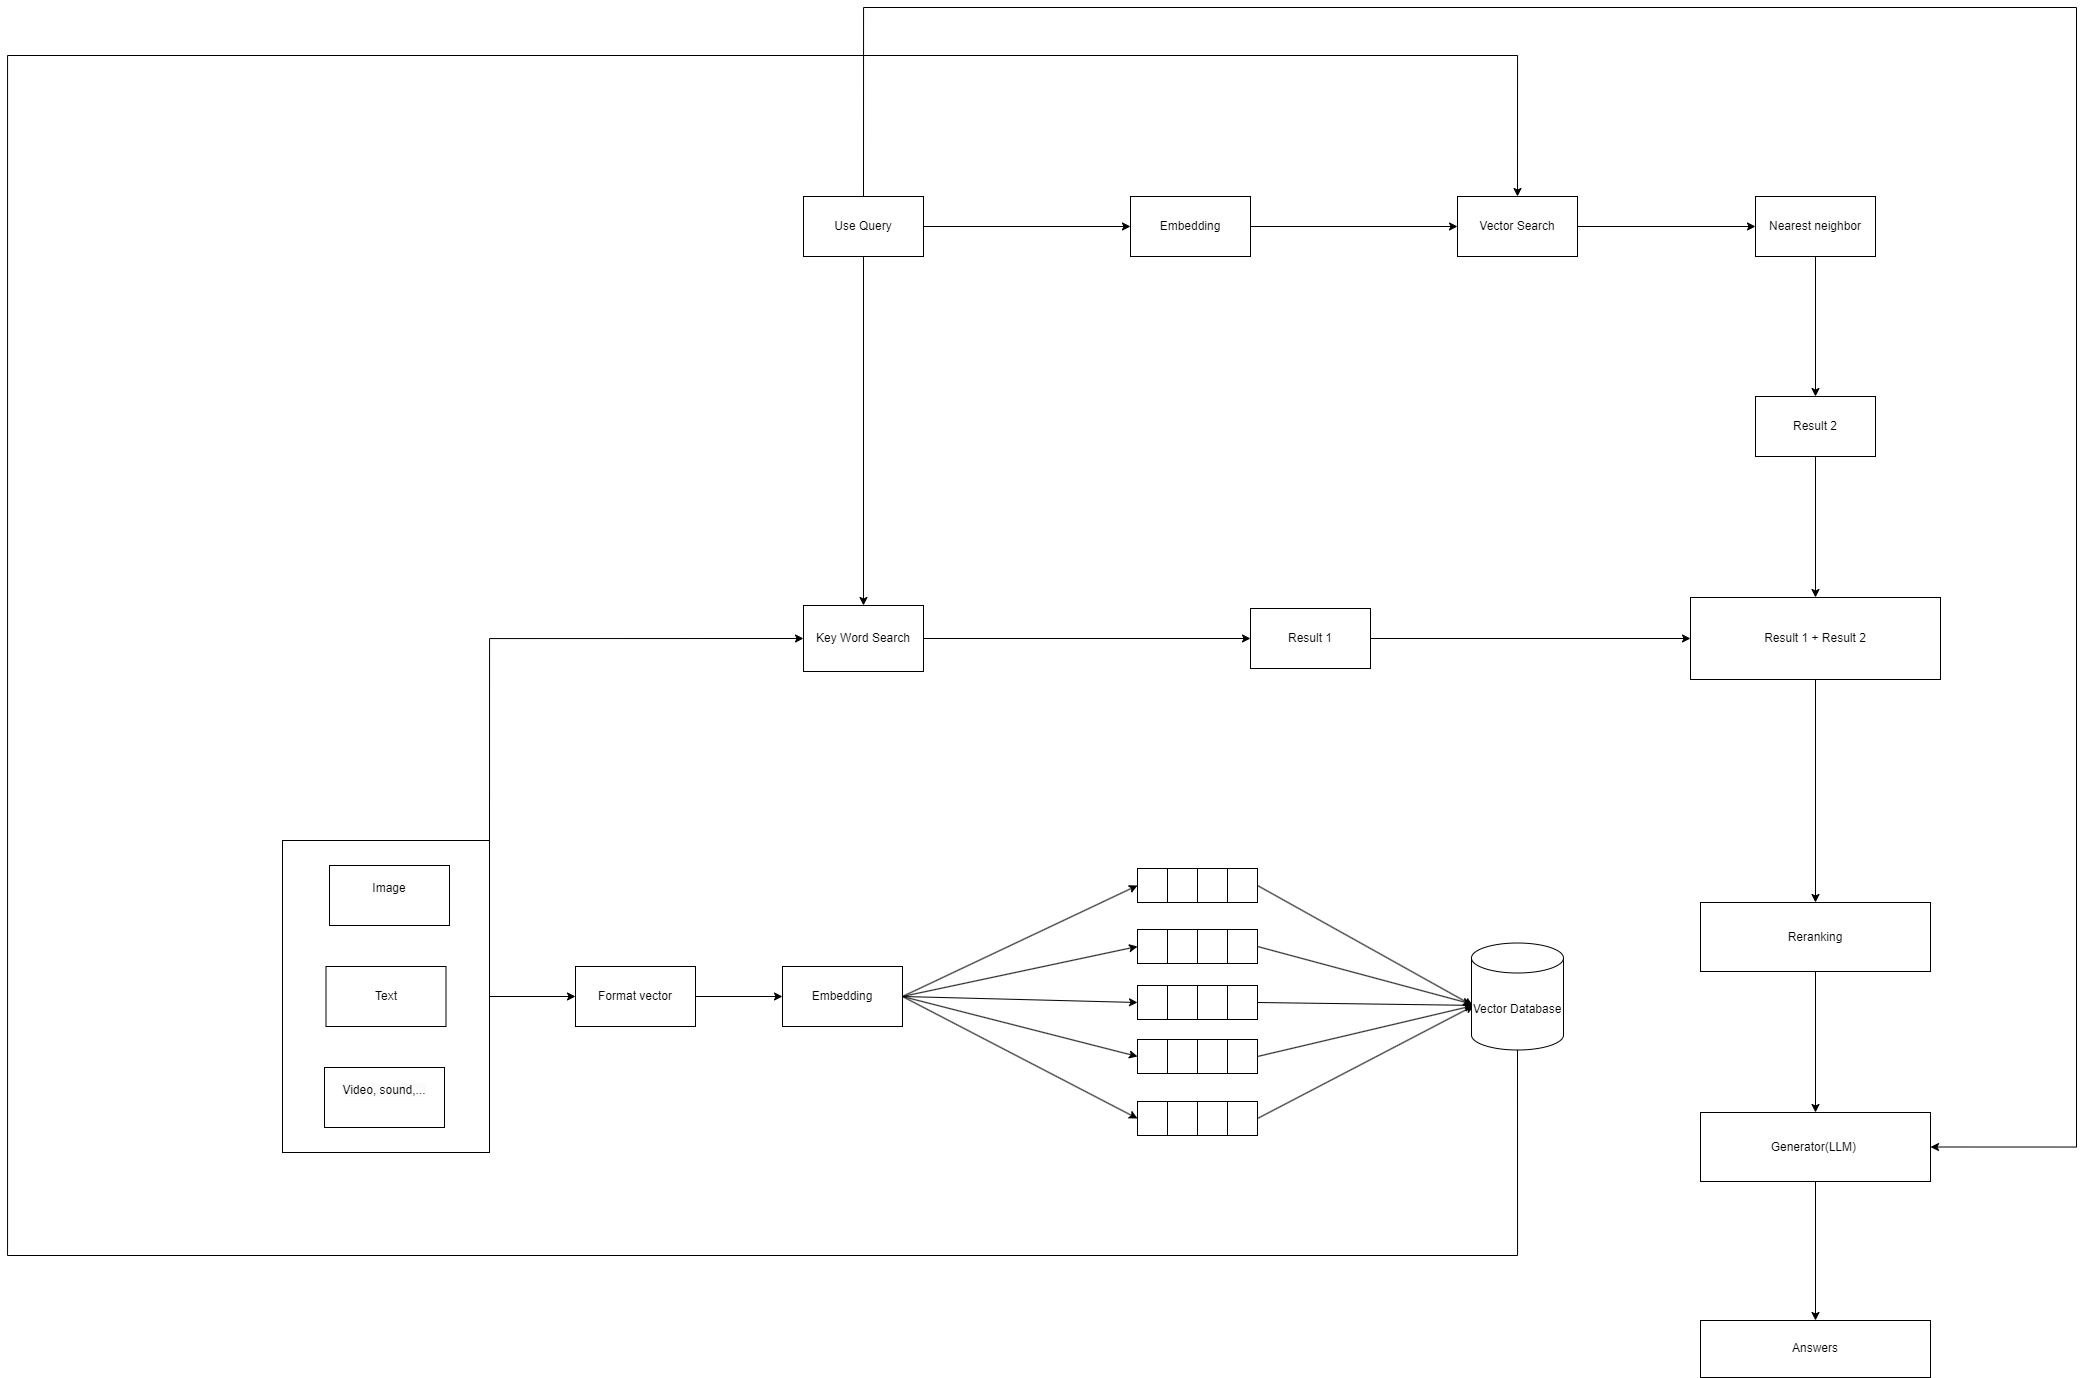 Use Query
Embedding
Vector Search
Nearest neighbor
Result 2
Key Word Search
Result 1
Result 1 + Result 2
Image
Text
Video, sound,...
Format vector
Embedding
Vector Database
Reranking
Generator(LLM)
Answers